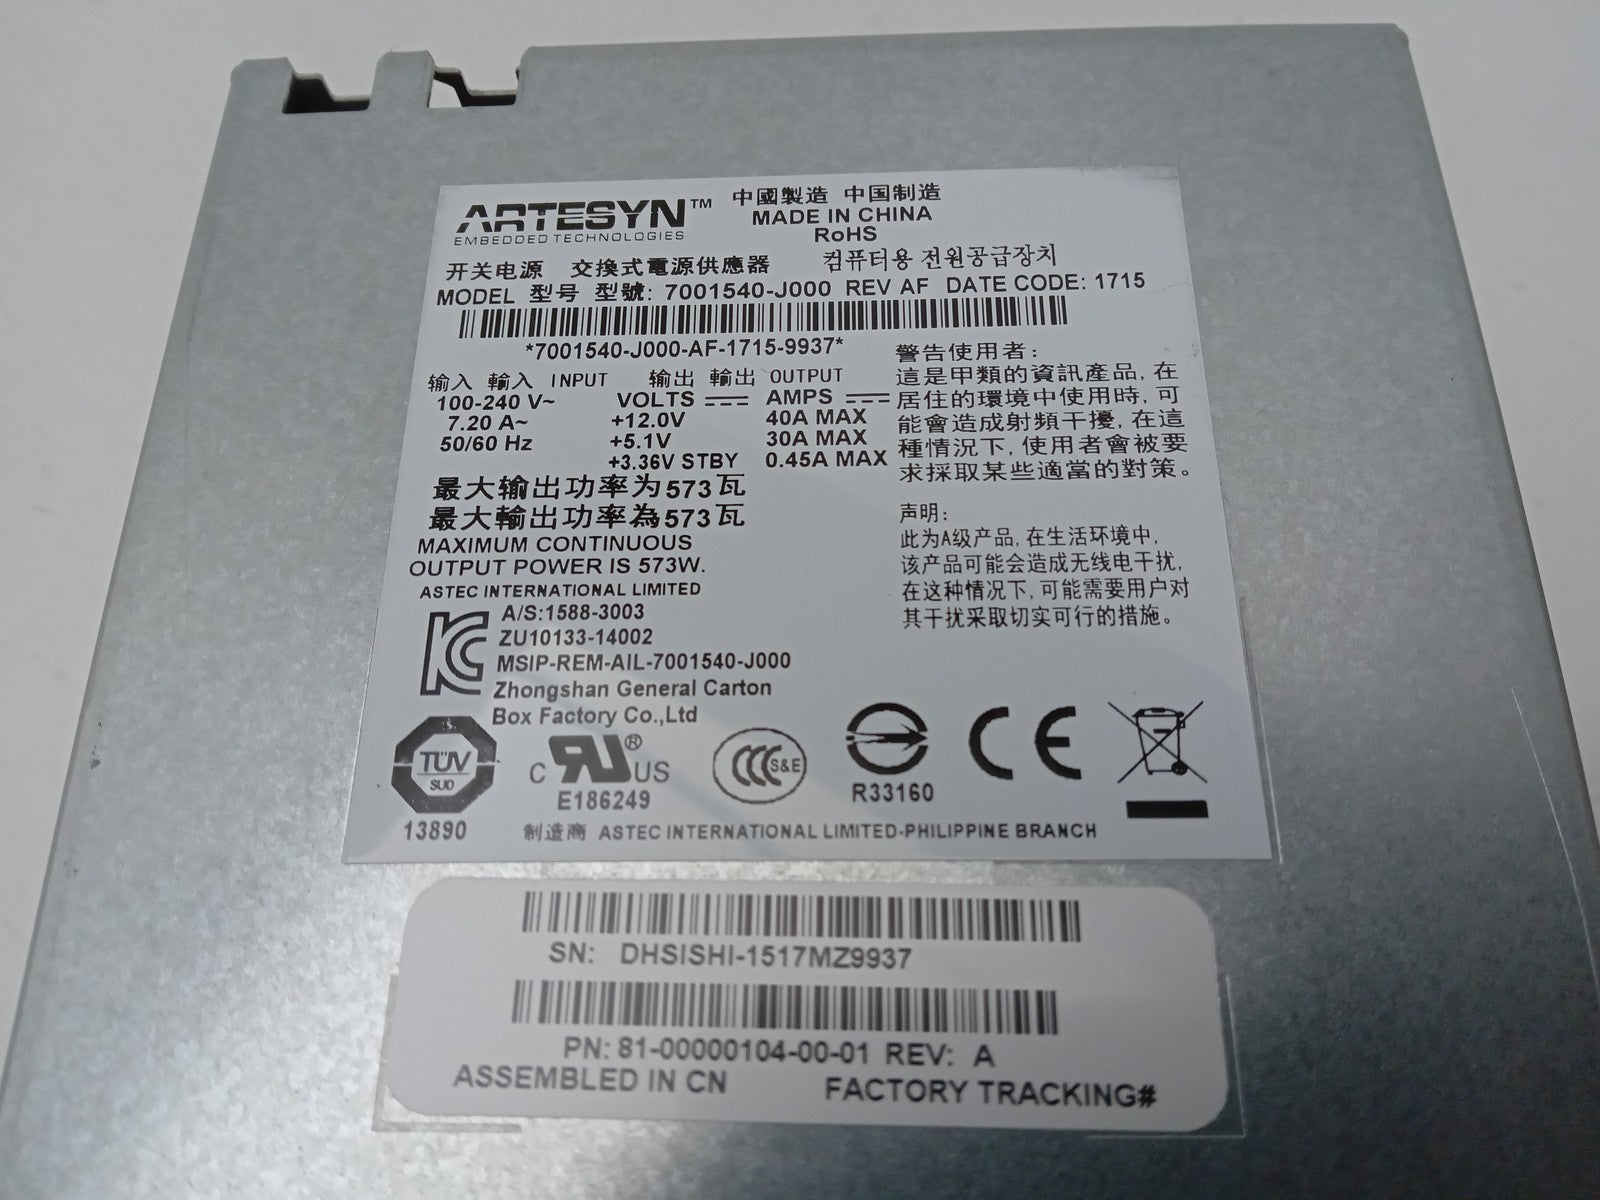 ARTESYN™
EMBEDDED TECHNOLOGIES
中國製造 中国制造
MADE IN CHINA
RoHS
开关电源 交換式電源供應器 컴퓨터용 전원공급장치
MODEL 型号 型號: 7001540-J000 REV AF DATE CODE: 1715
*7001540-J000-AF-1715-9937*
输入 輸入 INPUT 输出 輸出 OUTPUT
100-240 V~ VOLTS AMPS
7.20 A~ +12.0V 40A MAX
50/60 Hz +5.1V 30A MAX
+3.36V STBY 0.45A MAX
最大输出功率为573瓦
最大輸出功率為573瓦
MAXIMUM CONTINUOUS
OUTPUT POWER IS 573W.
警告使用者:
這是甲類的資訊產品, 在
居住的環境中使用時, 可
能會造成射頻干擾, 在這
種情況下, 使用者會被要
求採取某些適當的對策。
声明:
此为A级产品, 在生活环境中,
该产品可能会造成无线电干扰,
在这种情况下, 可能需要用户对
其干扰采取切实可行的措施。
ASTEC INTERNATIONAL LIMITED
A/S:1588-3003
ZU10133-14002
MSIP-REM-AIL-7001540-J000
Zhongshan General Carton
Box Factory Co.,Ltd
TÜV
SUD
13890
C RU® US
E186249
CCC S&E
R33160
CE
制造商 ASTEC INTERNATIONAL LIMITED-PHILIPPINE BRANCH
SN: DHSISHI-1517MZ9937
PN: 81-00000104-00-01 REV: A
ASSEMBLED IN CN FACTORY TRACKING#